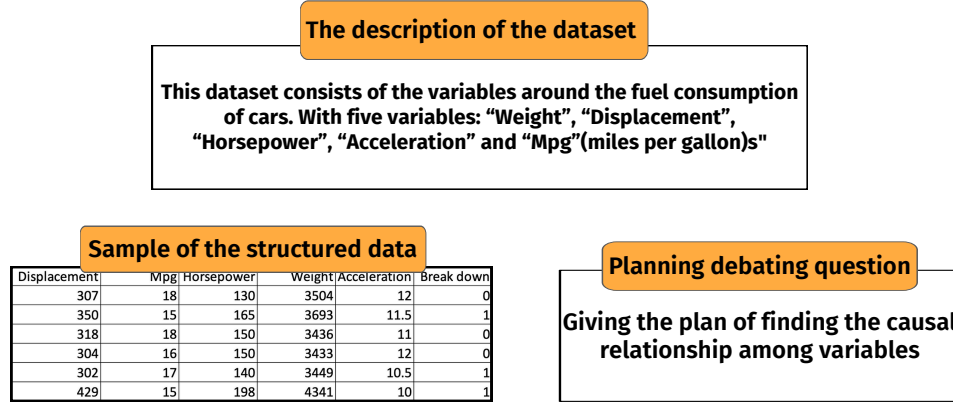 The description of the dataset
This dataset consists of the variables around the fuel consumption
of cars. With five variables: “Weight”, “Displacement”,
“Horsepower”, “Acceleration” and “Mpg”(miles per gallon)s"
Sample of the structured data
Displacement Mpg Horsepower Weight Acceleration Break down
307 18 130 3504 12 0
350 15 165 3693 11.5 1
318 18 150 3436 11 0
304 16 150 3433 12 0
302 17 140 3449 10.5 1
429 15 198 4341 10 1
Planning debating question
Giving the plan of finding the causal
relationship among variables